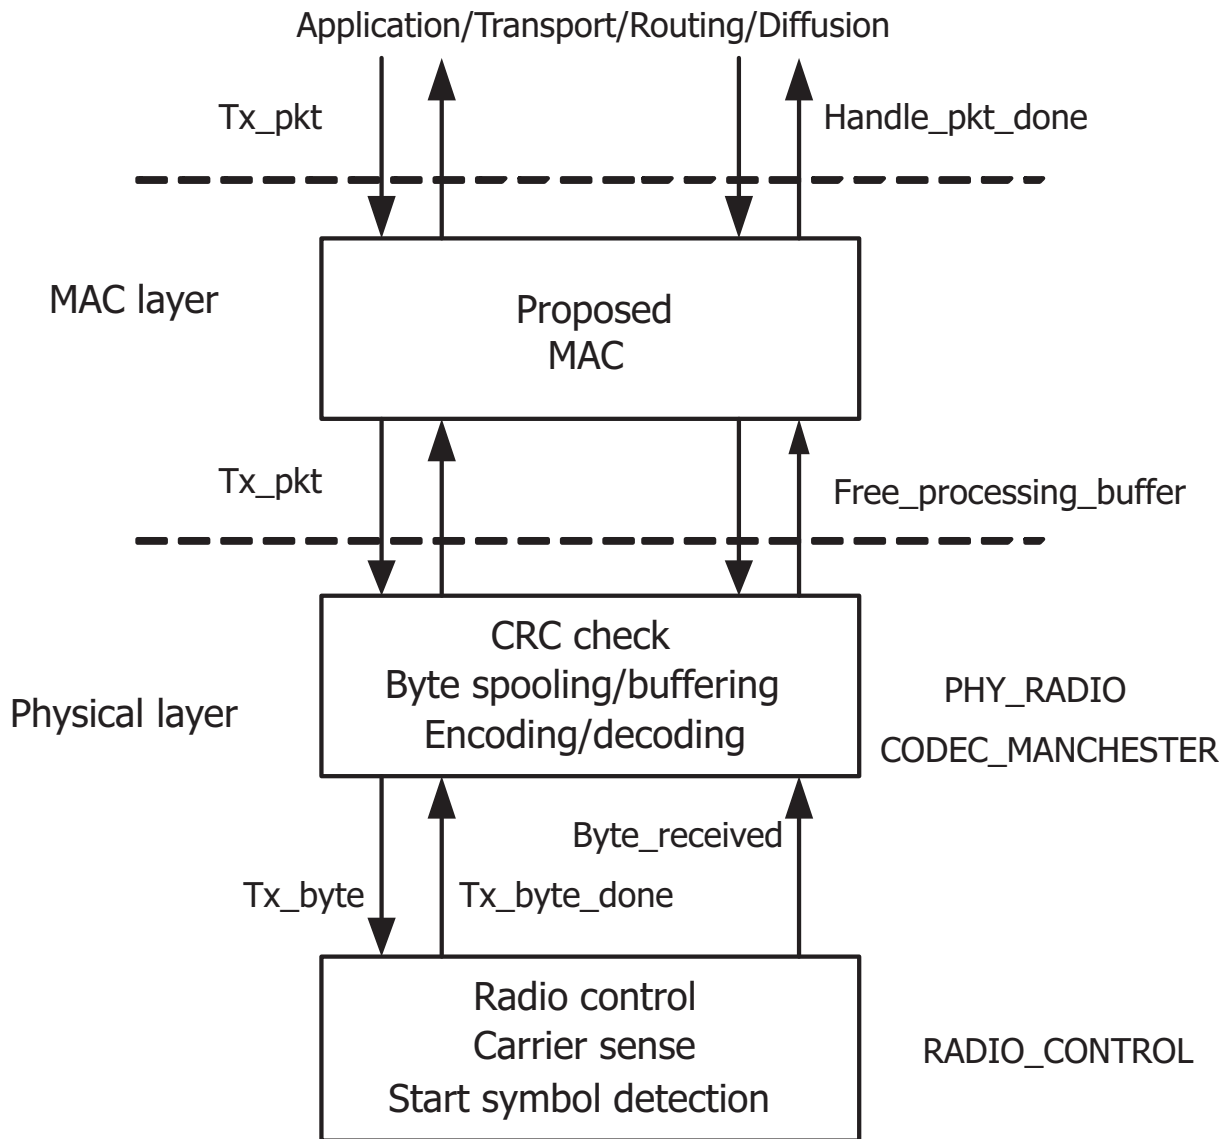 Application/Transport/Routing/Diffusion
Tx_pkt
Handle_pkt_done
MAC layer
Proposed
MAC
Tx_pkt
Free_processing_buffer
CRC check
Byte spooling/buffering
Encoding/decoding
Physical layer
PHY_RADIO
CODEC_MANCHESTER
Byte_received
Tx_byte
Tx_byte_done
Radio control
Carrier sense
Start symbol detection
RADIO_CONTROL